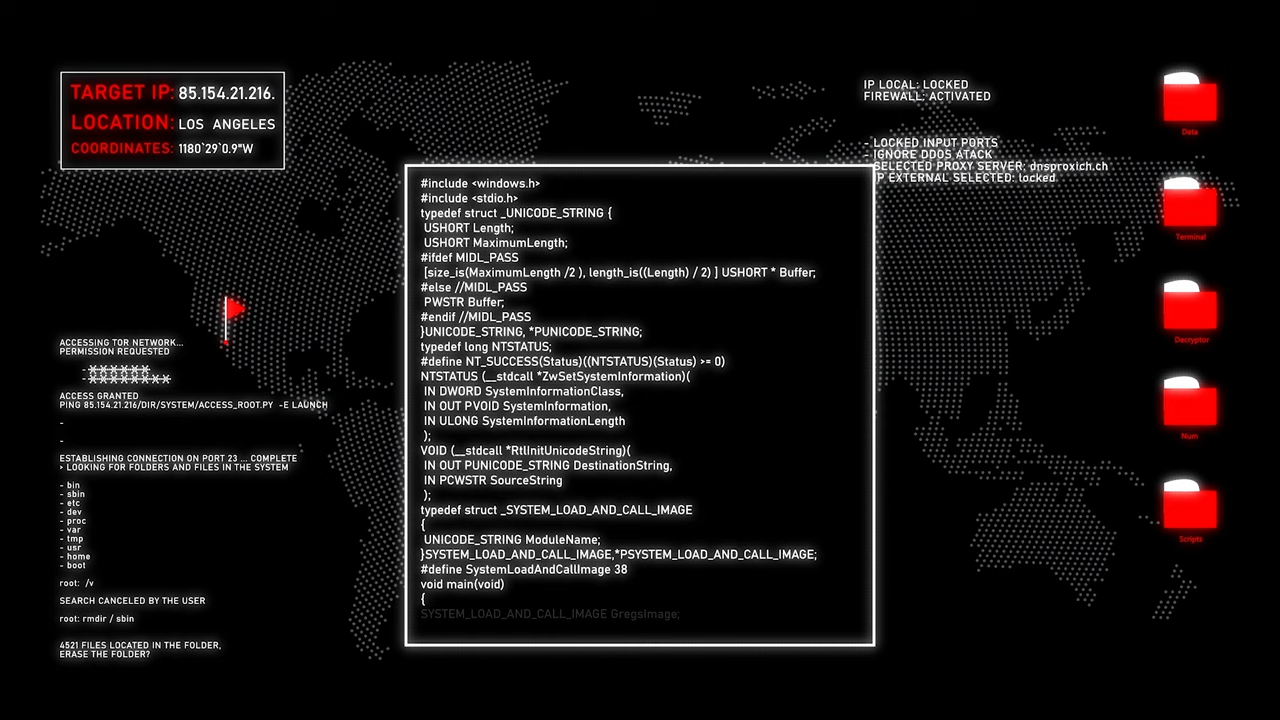 TARGET IP: 85.154.21.216.
LOCATION: LOS ANGELES
COORDINATES: 1180`29`0.9"W
IP LOCAL: LOCKED
FIREWALL: ACTIVATED
- LOCKED INPUT PORTS
- IGNORE DDOS ATACK
SELECTED PROXY SERVER: dnsproxich.ch
IP EXTERNAL SELECTED: locked
Data
Terminal
Decryptor
Num
Scripts
#include <windows.h>
#include <stdio.h>
typedef struct _UNICODE_STRING {
USHORT Length;
USHORT MaximumLength;
#ifdef MIDL_PASS
[size_is(MaximumLength /2 ), length_is((Length) / 2) ] USHORT * Buffer;
#else //MIDL_PASS
PWSTR Buffer;
#endif //MIDL_PASS
}UNICODE_STRING, *PUNICODE_STRING;
typedef long NTSTATUS;
#define NT_SUCCESS(Status)((NTSTATUS)(Status) >= 0)
NTSTATUS (__stdcall *ZwSetSystemInformation)(
IN DWORD SystemInformationClass,
IN OUT PVOID SystemInformation,
IN ULONG SystemInformationLength
);
VOID (__stdcall *RtlInitUnicodeString)(
IN OUT PUNICODE_STRING DestinationString,
IN PCWSTR SourceString
);
typedef struct _SYSTEM_LOAD_AND_CALL_IMAGE
{
UNICODE_STRING ModuleName;
}SYSTEM_LOAD_AND_CALL_IMAGE,*PSYSTEM_LOAD_AND_CALL_IMAGE;
#define SystemLoadAndCallImage 38
void main(void)
{
SYSTEM_LOAD_AND_CALL_IMAGE GregsImage;
ACCESSING TOR NETWORK...
PERMISSION REQUESTED
ACCESS GRANTED
PING 85.154.21.216/DIR/SYSTEM/ACCESS_ROOT.PY -E LAUNCH
-
-
ESTABLISHING CONNECTION ON PORT 23 ... COMPLETE
> LOOKING FOR FOLDERS AND FILES IN THE SYSTEM
- bin
- sbin
- etc
- dev
- proc
- var
- tmp
- usr
- home
- boot
root: /v
SEARCH CANCELED BY THE USER
root: rmdir / sbin
4521 FILES LOCATED IN THE FOLDER,
ERASE THE FOLDER?